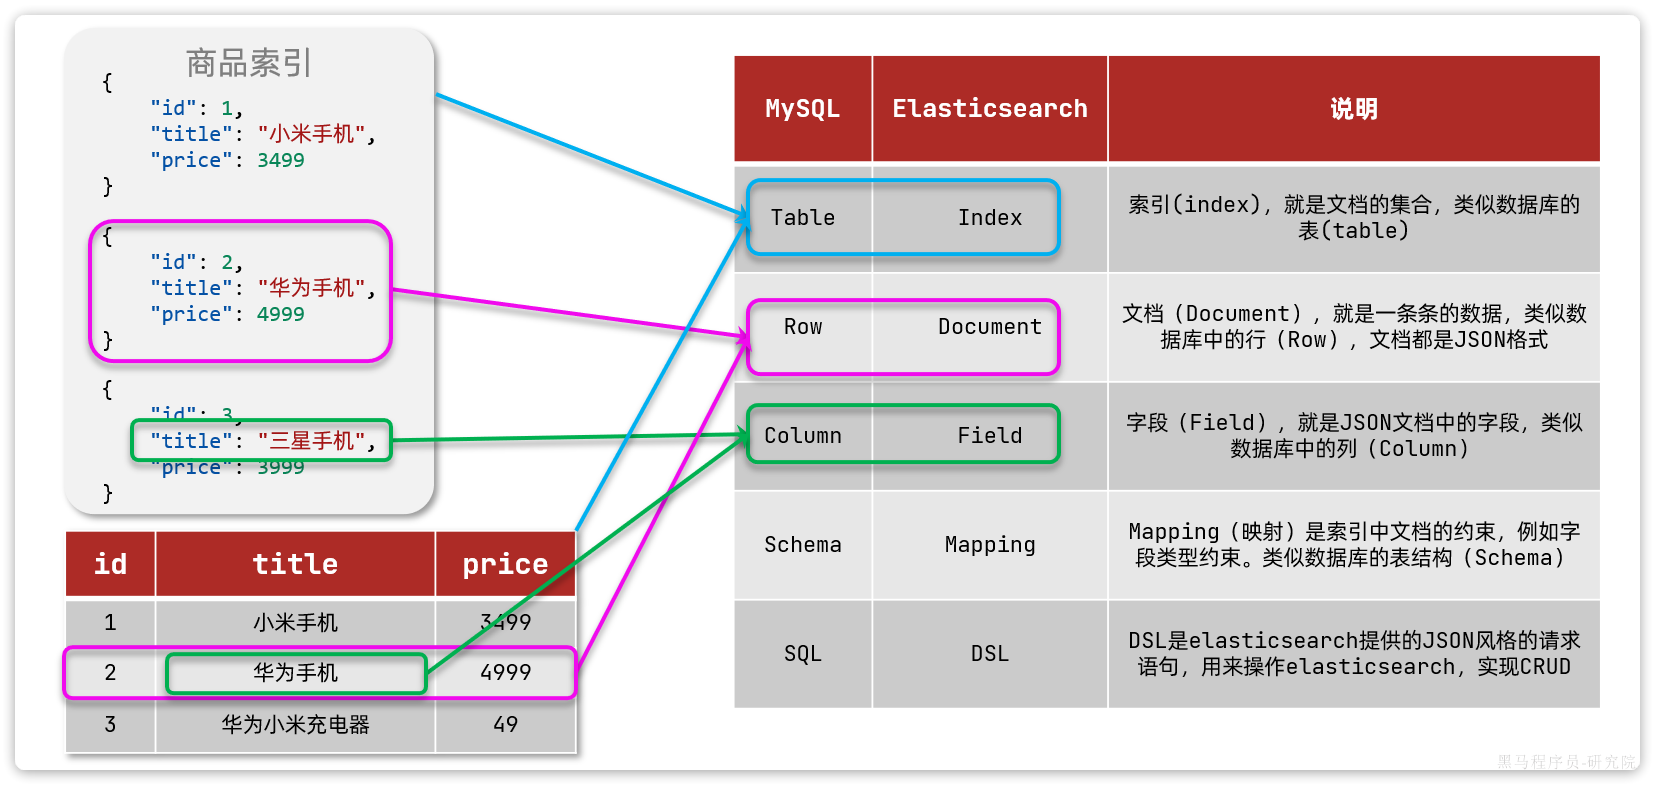 商品索引
{
"id": 1,
"title": "小米手机",
"price": 3499
}
{
"id": 2,
"title": "华为手机",
"price": 4999
}
{
"id": 3,
"title": "三星手机",
"price": 3999
}
id title price
1 小米手机 3499
2 华为手机 4999
3 华为小米充电器 49
MySQL Elasticsearch 说明
Table Index 索引(index)，就是文档的集合，类似数据库的
表(table)
Row Document 文档（Document），就是一条条的数据，类似数
据库中的行（Row），文档都是JSON格式
Column Field 字段（Field），就是JSON文档中的字段，类似
数据库中的列（Column）
Schema Mapping Mapping（映射）是索引中文档的约束，例如字
段类型约束。类似数据库的表结构（Schema）
SQL DSL DSL是elasticsearch提供的JSON风格的请求
语句，用来操作elasticsearch，实现CRUD
黑马程序员-研究院